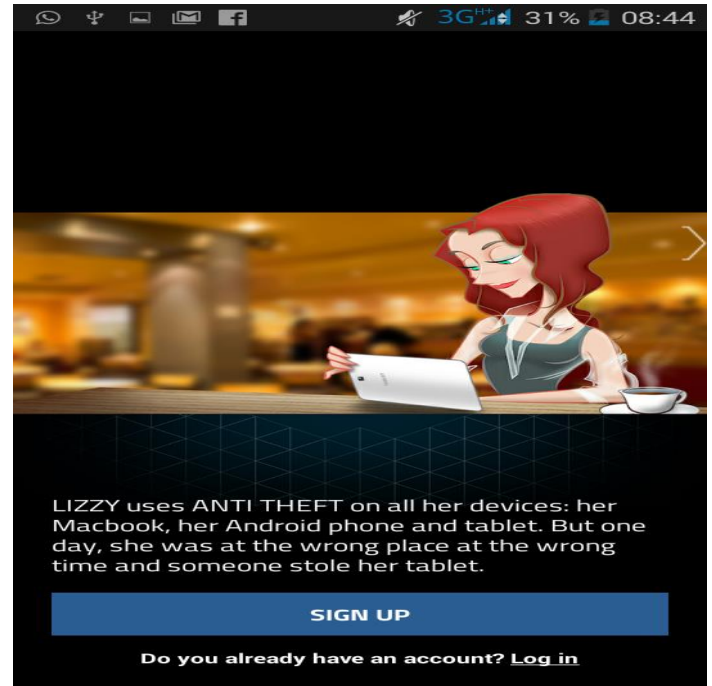 3G H+ 31% 08:44
LIZZY uses ANTI THEFT on all her devices: her
Macbook, her Android phone and tablet. But one
day, she was at the wrong place at the wrong
time and someone stole her tablet.
SIGN UP
Do you already have an account? Log in